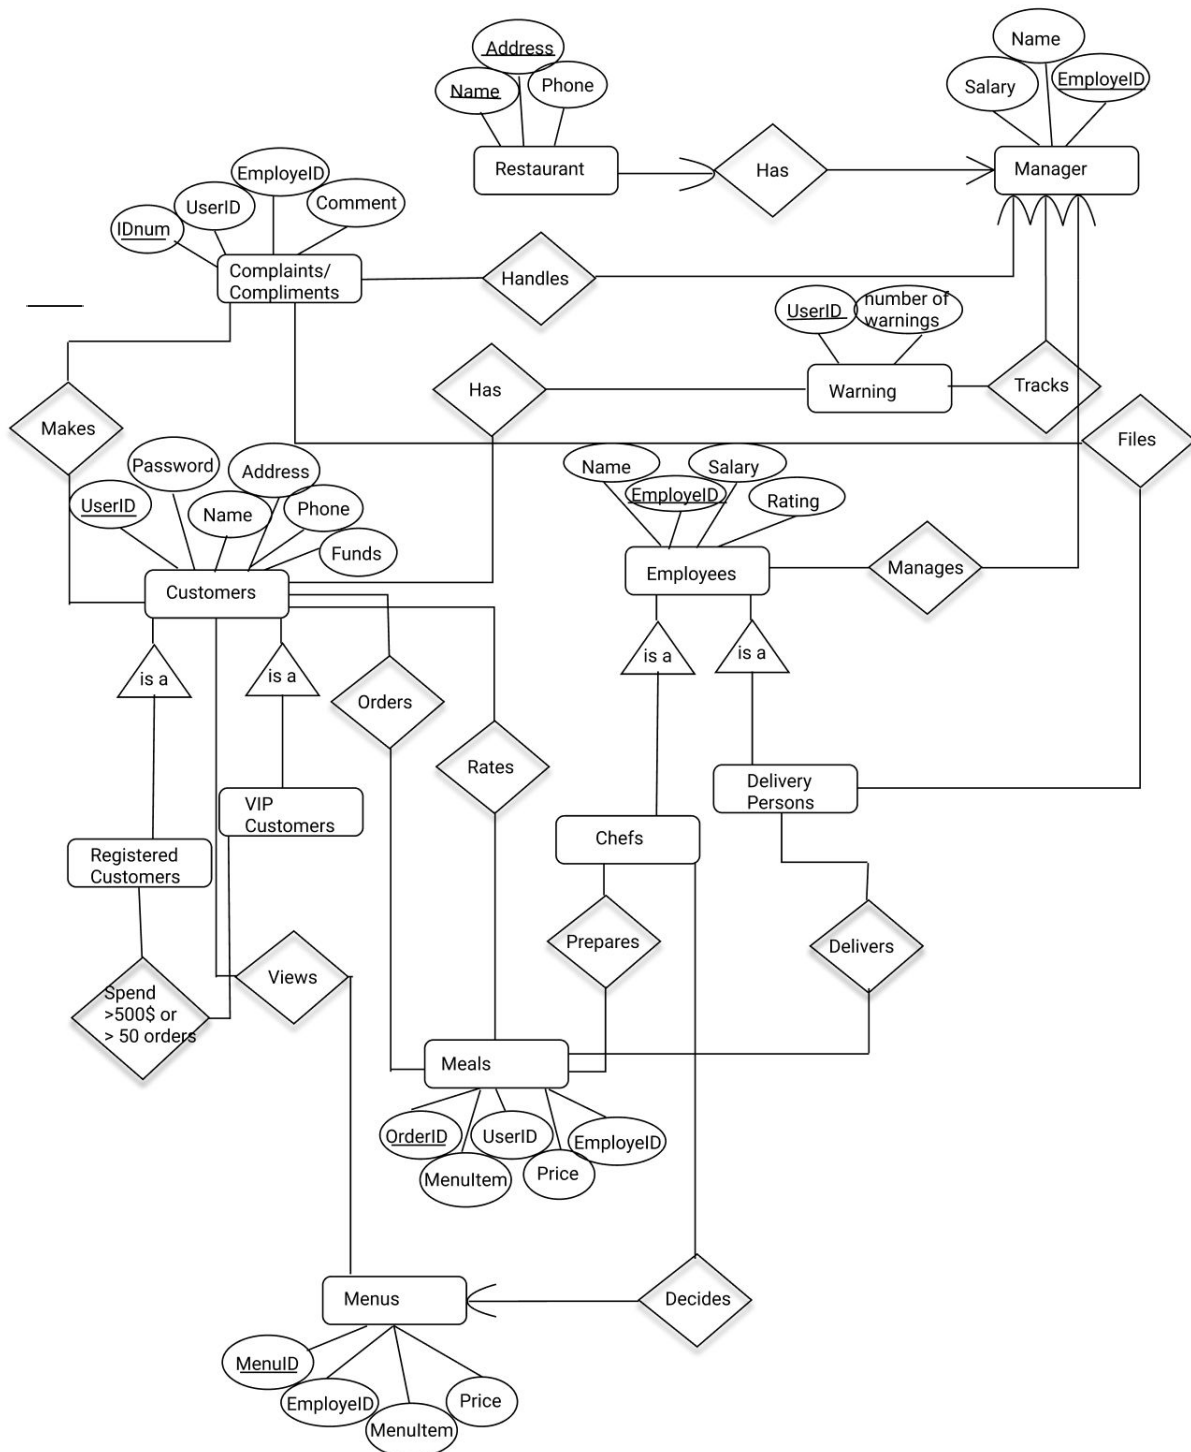 Name
Address
Salary
EmployeID
Name
Phone
Restaurant
Has
Manager
EmployeID
UserID
Comment
IDnum
Complaints/
Compliments
Handles
UserID
number of
warnings
Has
Warning
Tracks
Makes
Files
Password
Address
Name
Salary
UserID
Name
Phone
EmployeID
Rating
Funds
Customers
Employees
Manages
is a
is a
is a
is a
Orders
Rates
Delivery
Persons
VIP
Customers
Chefs
Registered
Customers
Prepares
Delivers
Views
Spend
>500$ or
> 50 orders
Meals
OrderID
UserID
EmployeID
MenuItem
Price
Menus
Decides
MenuID
EmployeID
Price
MenuItem